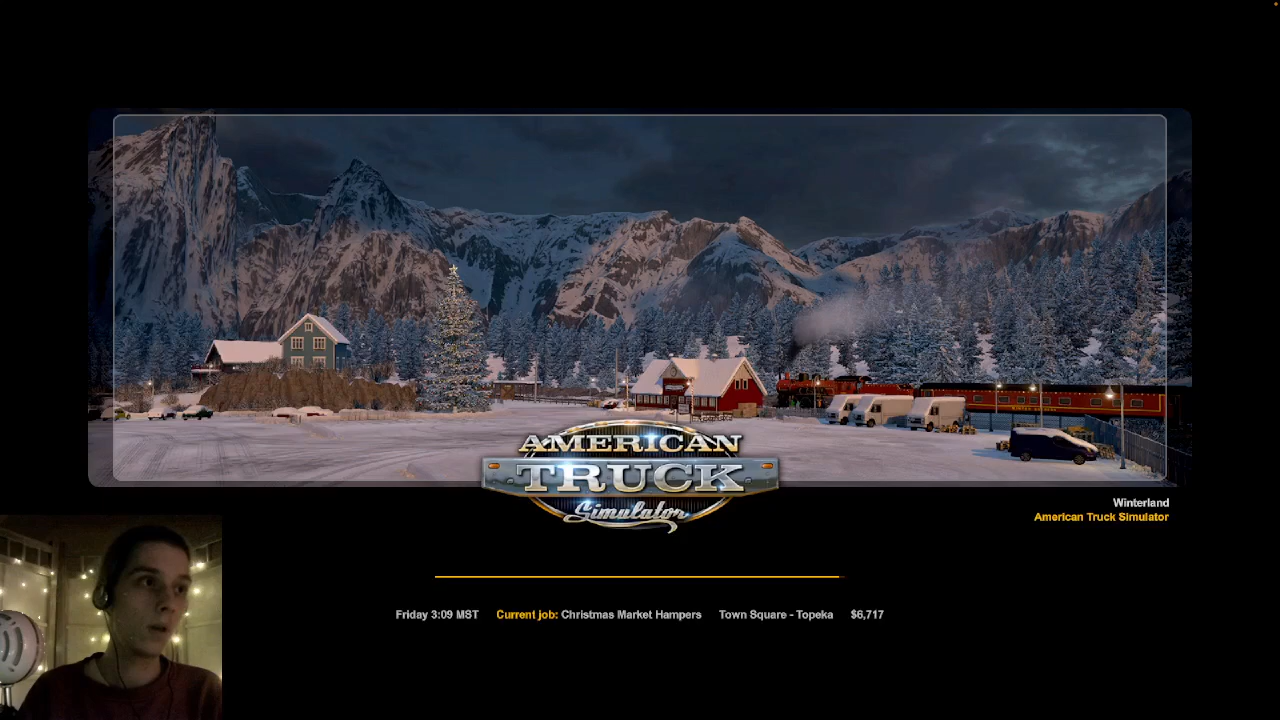 AMERICAN
TRUCK
Simulator
Winterland
American Truck Simulator
Friday 3:09 MST Current job: Christmas Market Hampers Town Square - Topeka $6,717